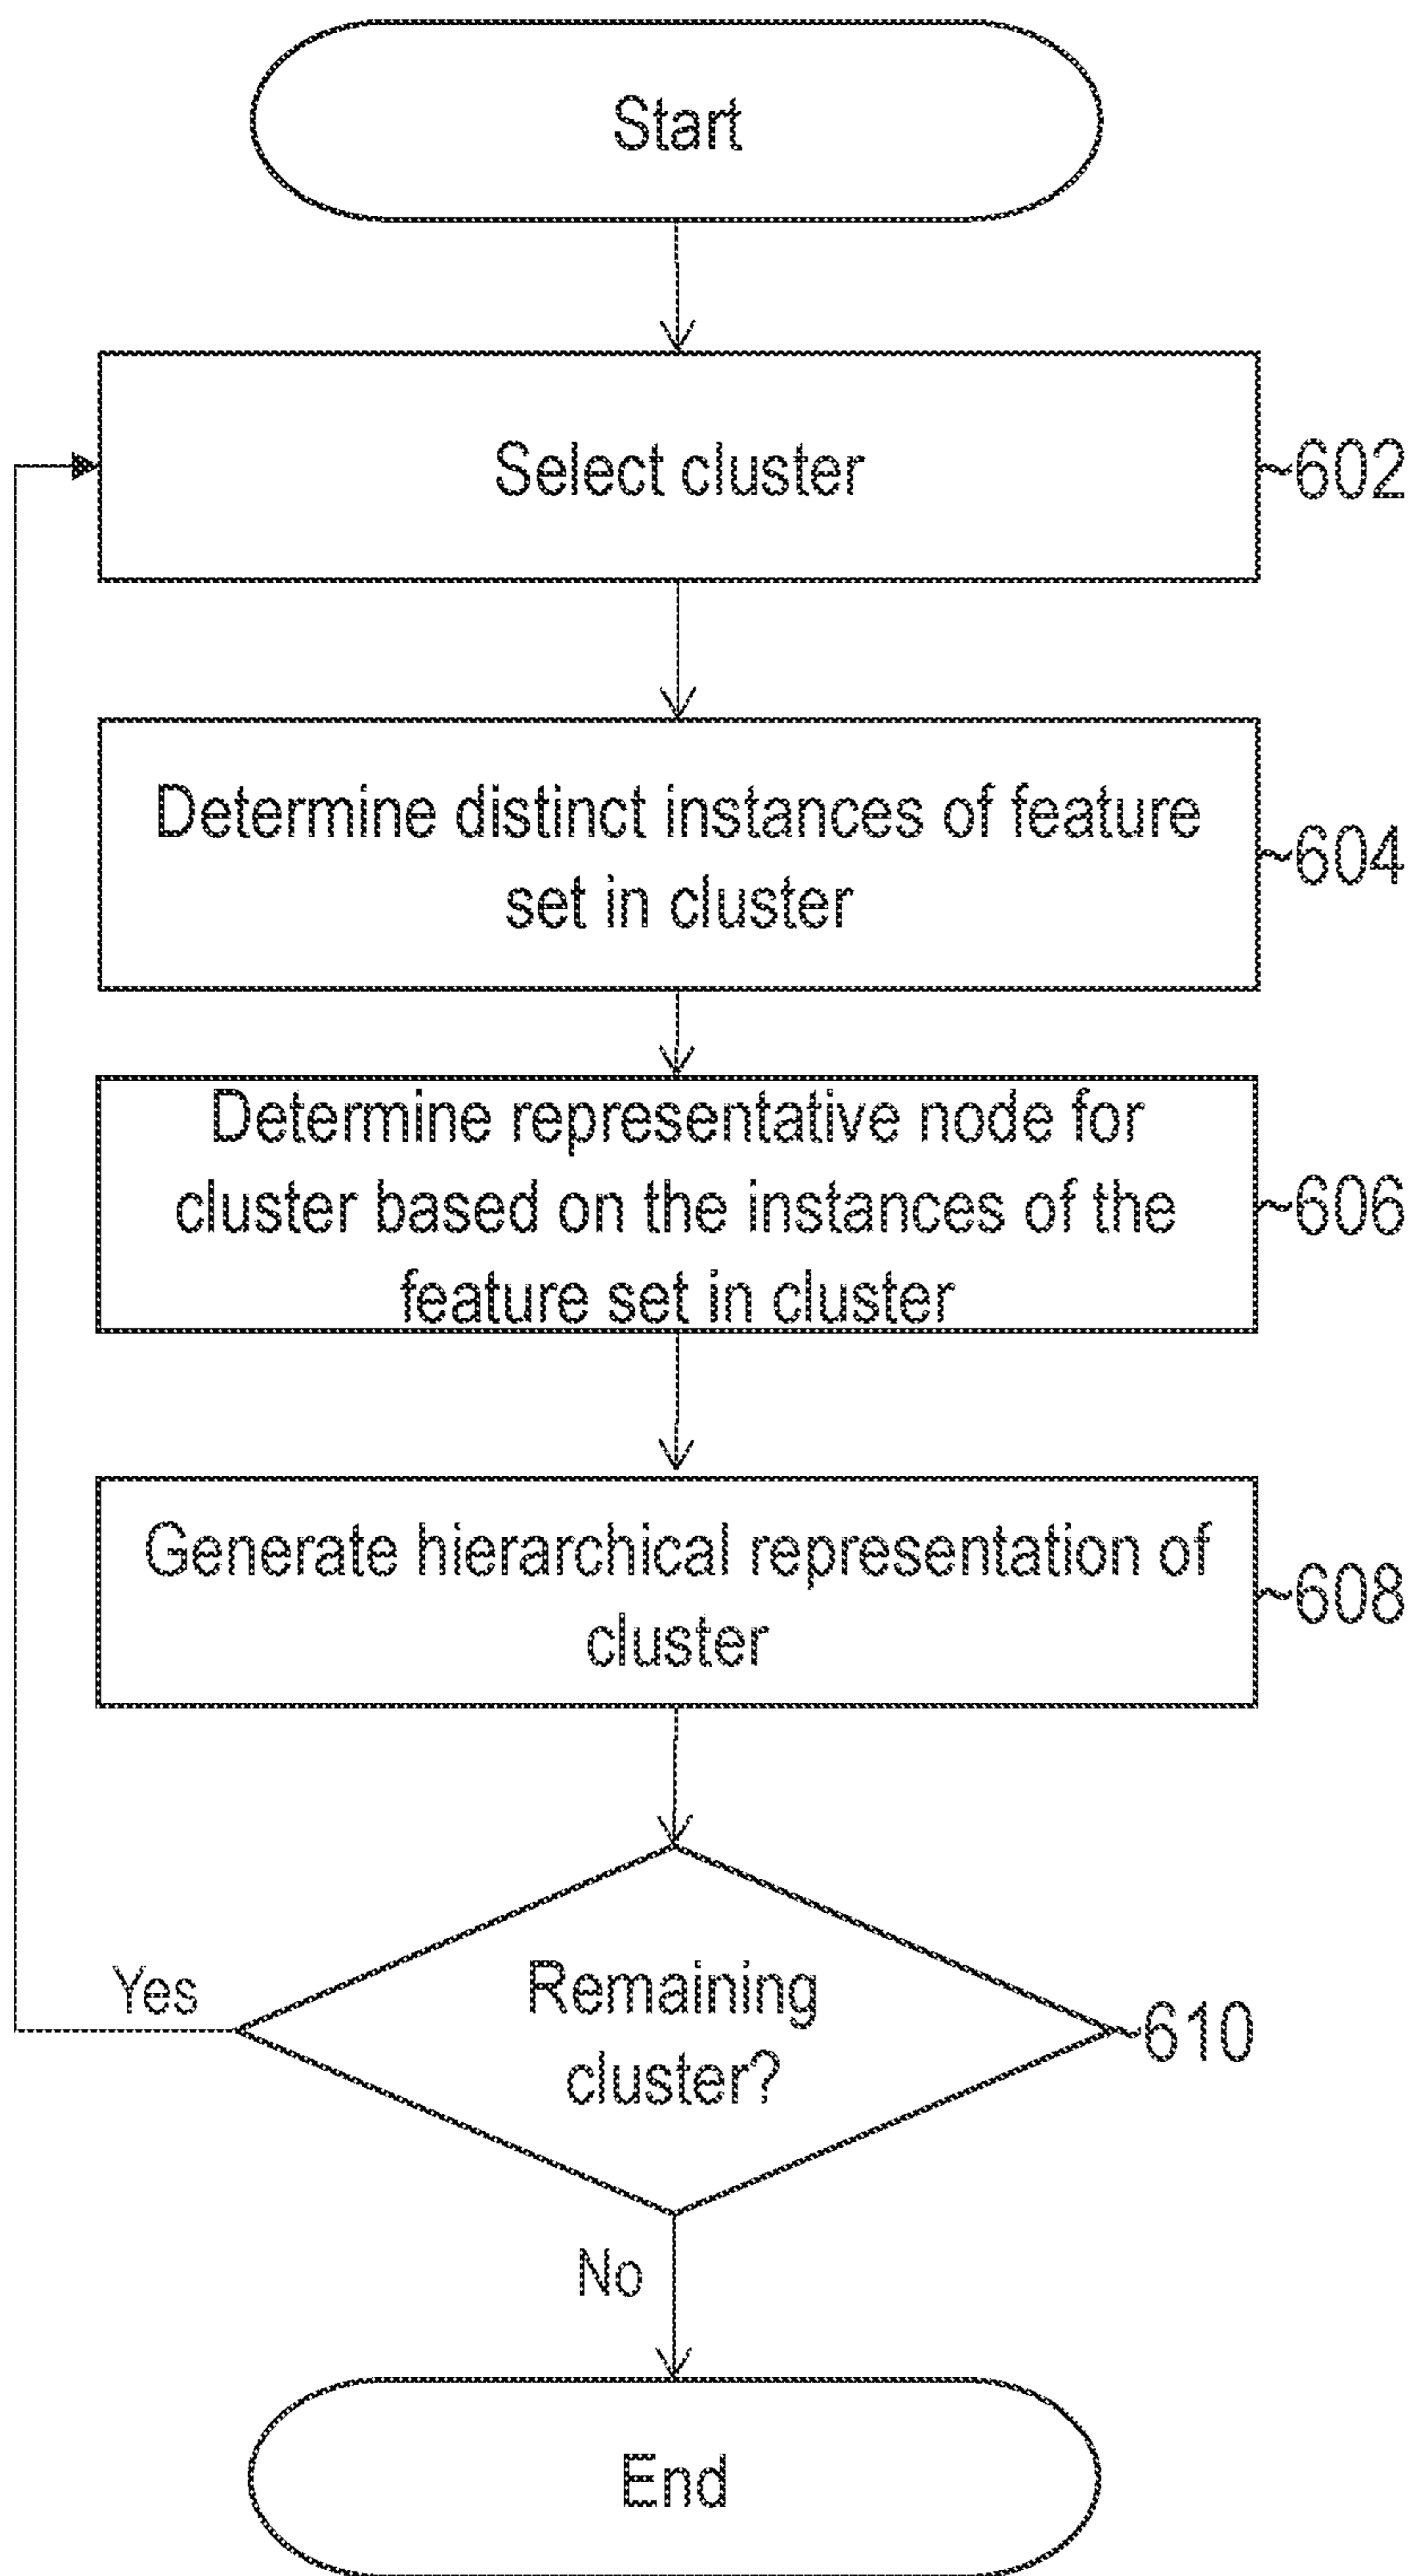 Start
Select cluster
602
Determine distinct instances of feature
set in cluster
604
Determine representative node for
cluster based on the instances of the
feature set in cluster
606
Generate hierarchical representation of
cluster
608
Remaining
cluster?
610
Yes
No
End